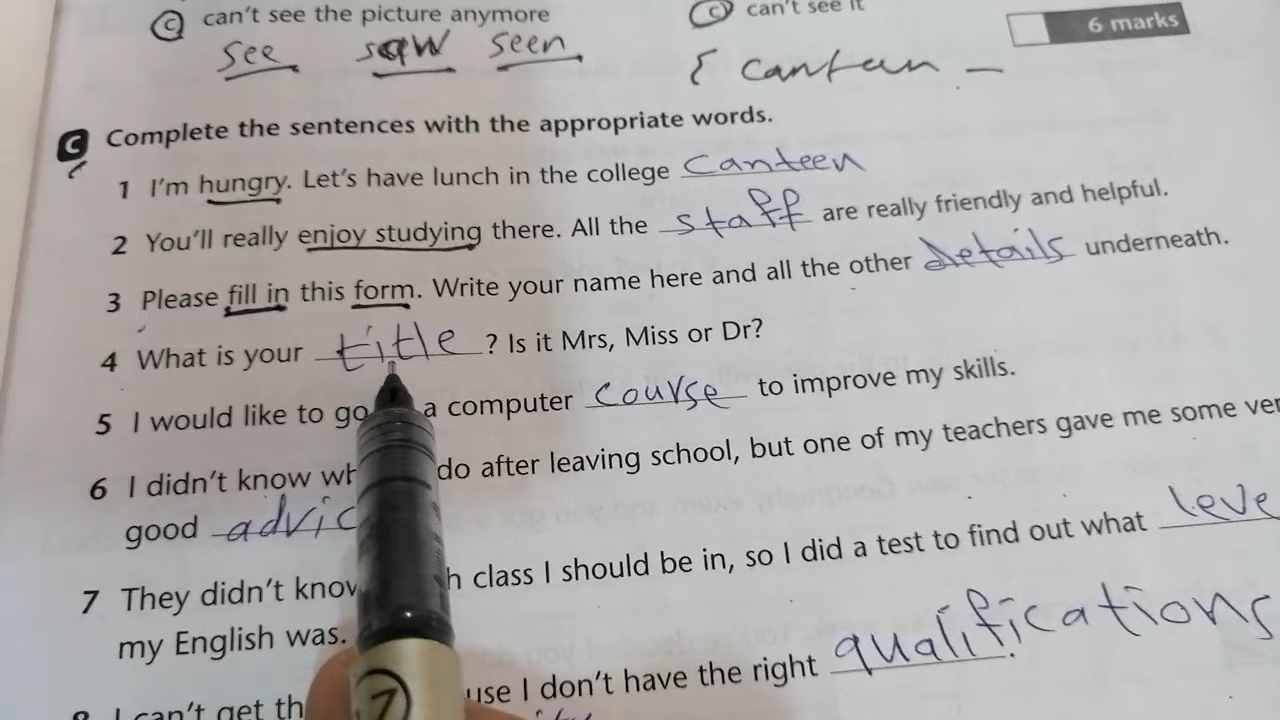 C can't see the picture anymore
C can't see it
6 marks
see saw seen
canteen
C Complete the sentences with the appropriate words.
1 I'm hungry. Let's have lunch in the college canteen
2 You'll really enjoy studying there. All the staff are really friendly and helpful.
3 Please fill in this form. Write your name here and all the other details underneath.
4 What is your title? Is it Mrs, Miss or Dr?
5 I would like to go a computer course to improve my skills.
6 I didn't know wh do after leaving school, but one of my teachers gave me some ver
good advic
7 They didn't know h class I should be in, so I did a test to find out what leve
my English was.
8 I can't get th use I don't have the right qualifications
7